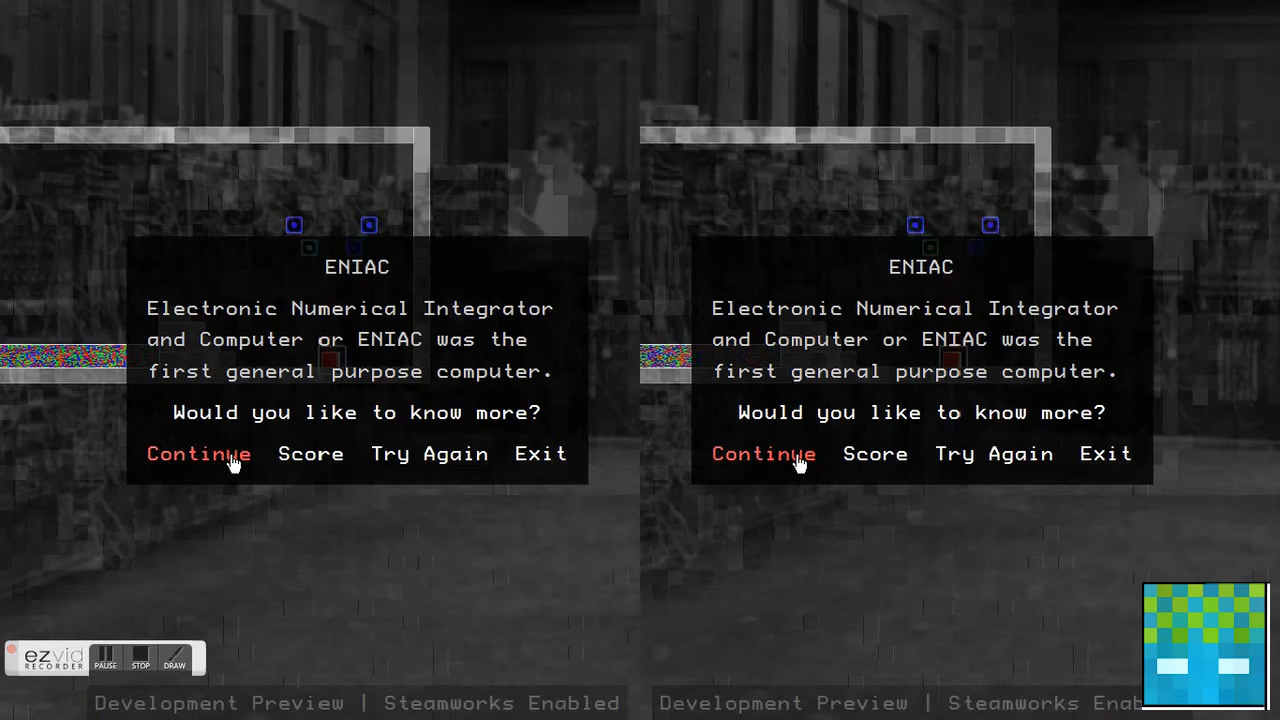 ENIAC
Electronic Numerical Integrator
and Computer or ENIAC was the
first general purpose computer.
Would you like to know more?
Continue Score Try Again Exit
ENIAC
Electronic Numerical Integrator
and Computer or ENIAC was the
first general purpose computer.
Would you like to know more?
Continue Score Try Again Exit
ezvid
RECORDER
PAUSE STOP DRAW
Development Preview | Steamworks Enabled
Development Preview | Steamworks Enab